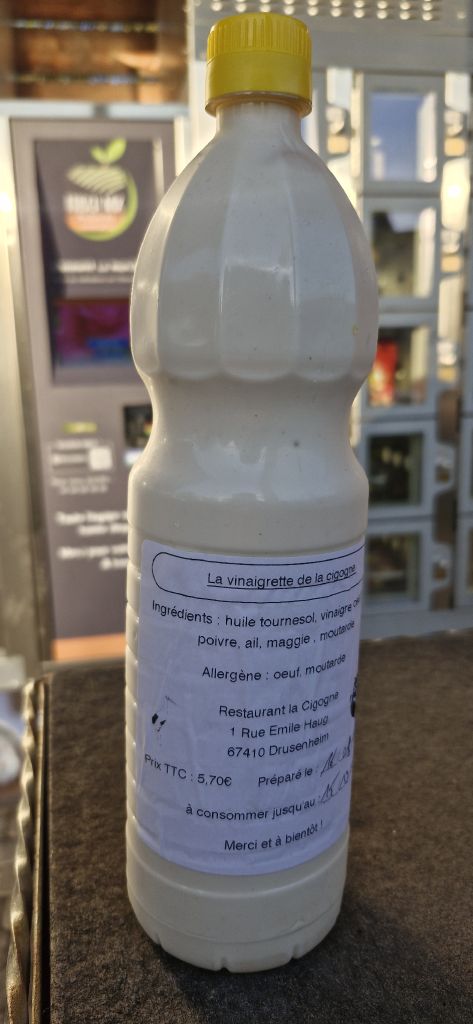 La vinaigrette de la cigogne
Ingrédients : huile tournesol, vinaigre
poivre, ail, maggie , moutarde
Allergène : oeuf, moutarde
Restaurant la Cigogne
1 Rue Emile Haug
67410 Drusenheim
Prix TTC : 5,70€ Préparé le :
à consommer jusqu'au :
Merci et à bientôt !